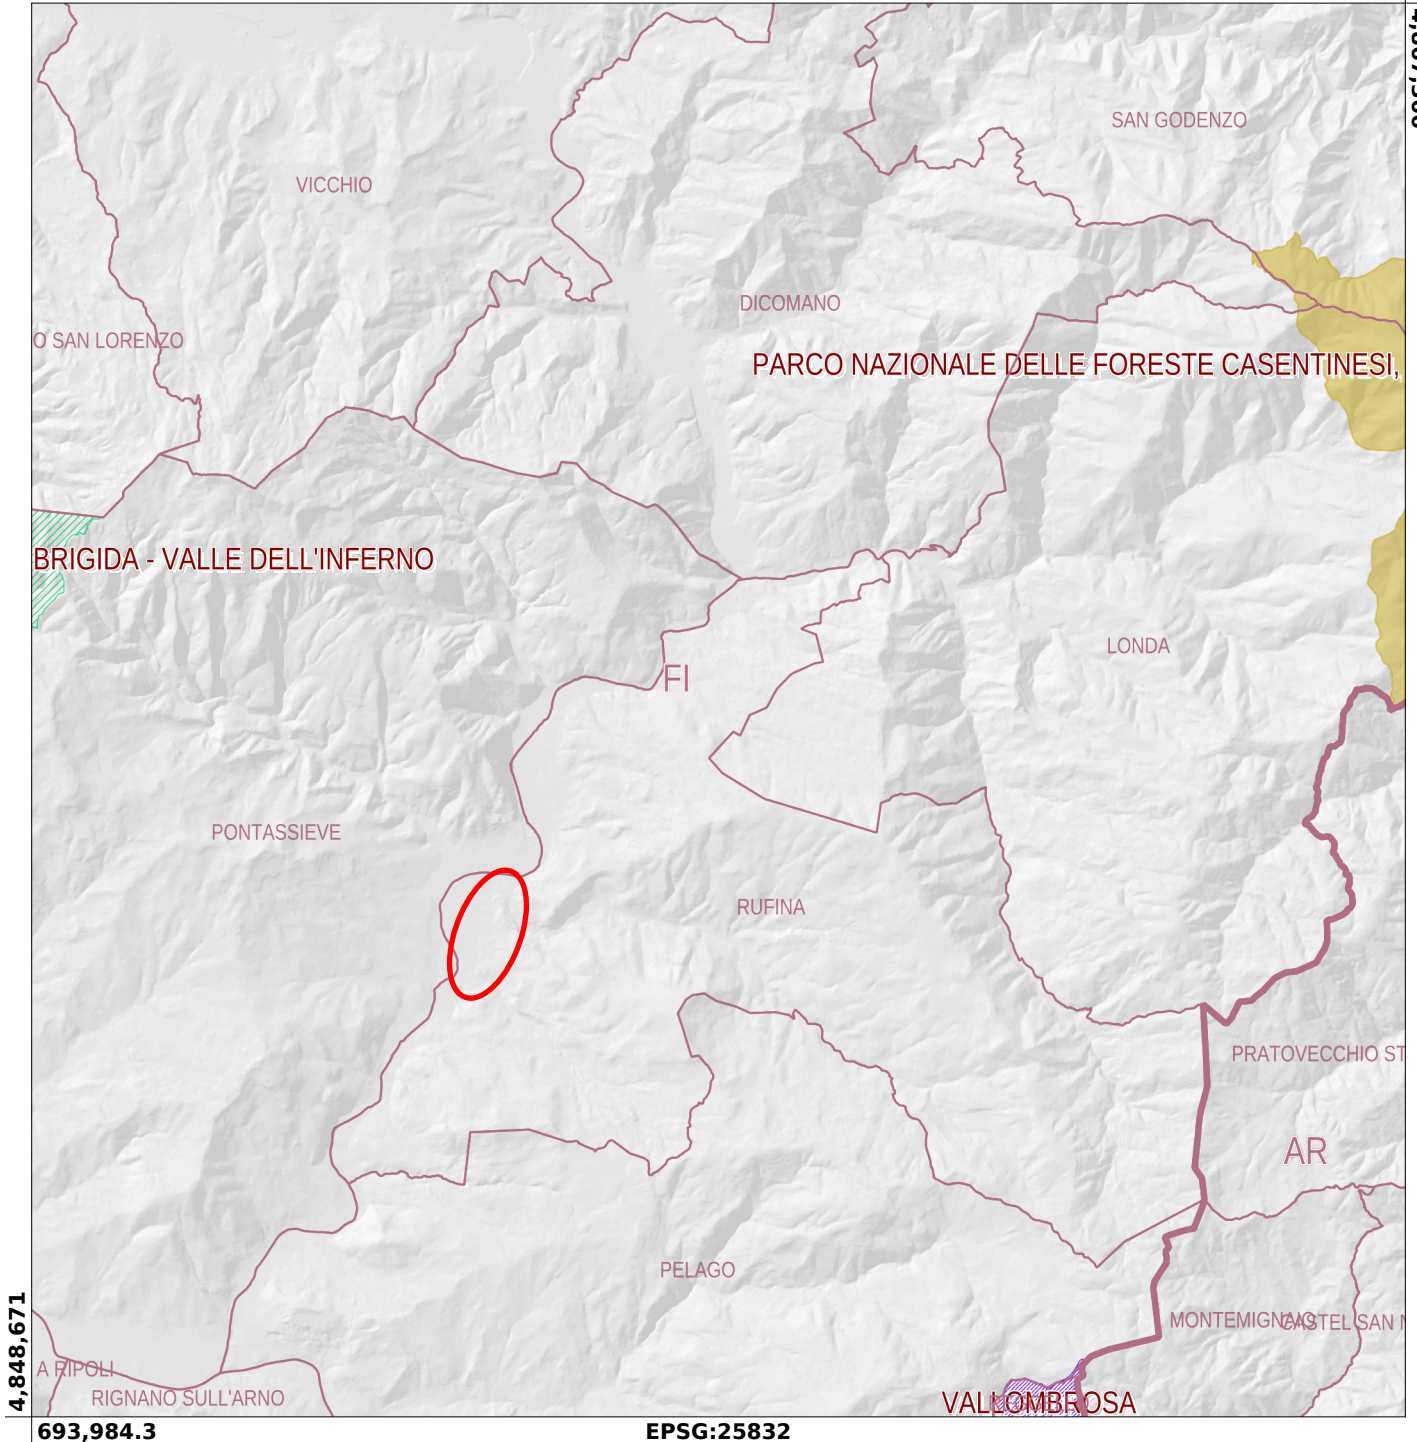 SAN GODENZO
VICCHIO
DICOMANO
O SAN LORENZO
PARCO NAZIONALE DELLE FORESTE CASENTINESI,
BRIGIDA - VALLE DELL'INFERNO
LONDA
FI
PONTASSIEVE
RUFINA
PRATOVECCHIO ST
AR
PELAGO
MONTEMIGNAIO
CASTEL SAN N
A RIPOLI
RIGNANO SULL'ARNO
VALLOMBROSA
4,848,671
693,984.3
EPSG:25832